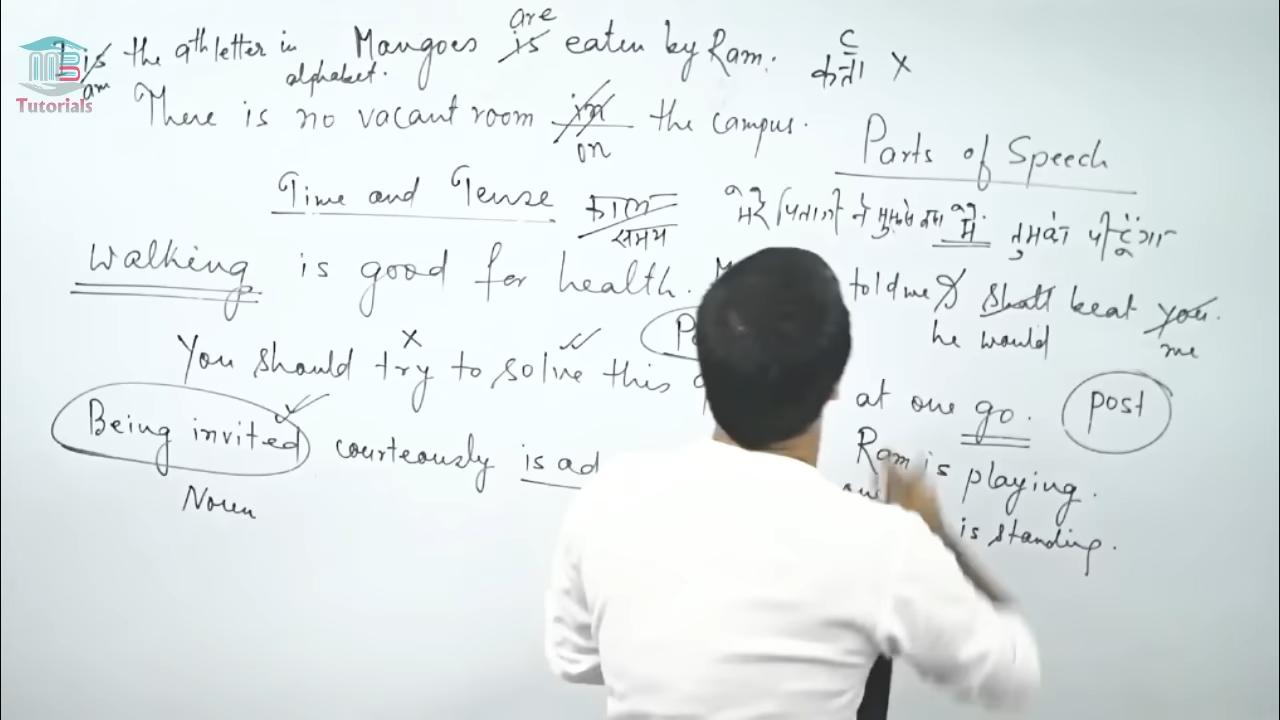 MB
Tutorials
I is the 9th letter in alphabet.
am
Mangoes is eaten by Ram.
are
C
कर्ता X
There is no vacant room in the campus.
on
Parts of Speech
Time and Tense काल
समय
मेरे पिताजी ने मुझसे कहा मैं तुमको पीटूंगा
Walking is good for health.
told me I shall beat you.
he would me
You should try to solve this
X
at one go.
post
Being invited courteously is ad
Noun
Ram is playing.
is standing.